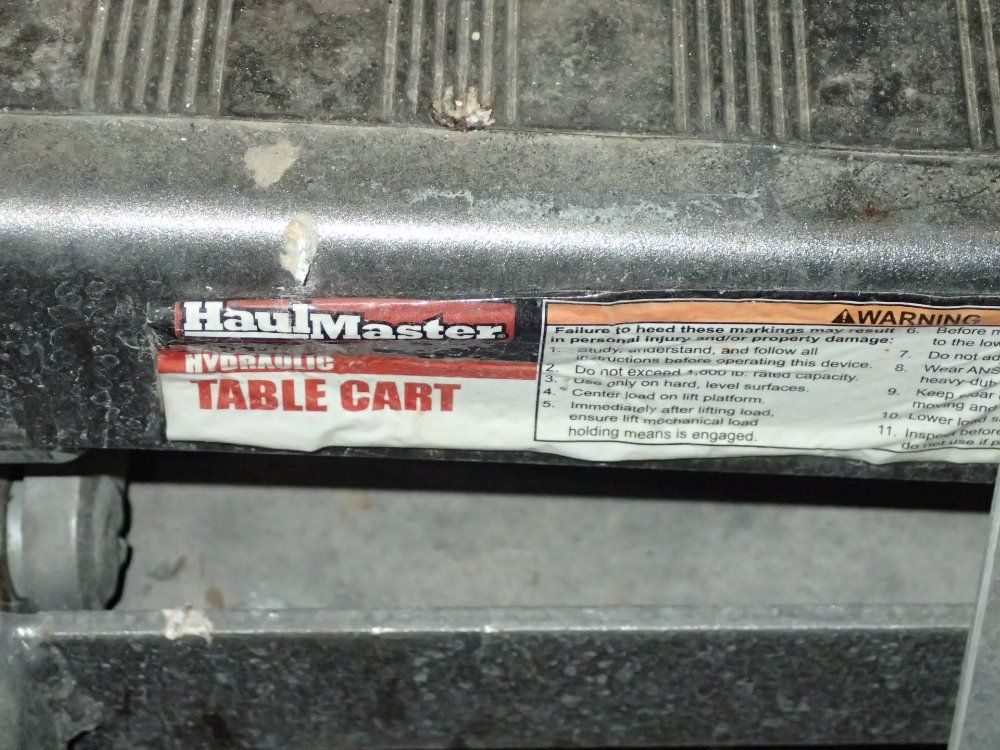 HaulMaster
HYDRAULIC
TABLE CART
WARNING
Failure to heed these markings may result
in personal injury and/or property damage:
1. Study, understand, and follow all
instructions before operating this device.
2. Do not exceed 1,000 lb. rated capacity.
3. Use only on hard, level surfaces.
4. Center load on lift platform.
5. Immediately after lifting load,
ensure lift mechanical load
holding means is engaged.
6. Before
to the low
7. Do not ad
8. Wear ANS
heavy-dut
9. Keep
moving and
10. Lower load
11. Inspect before
do not use if